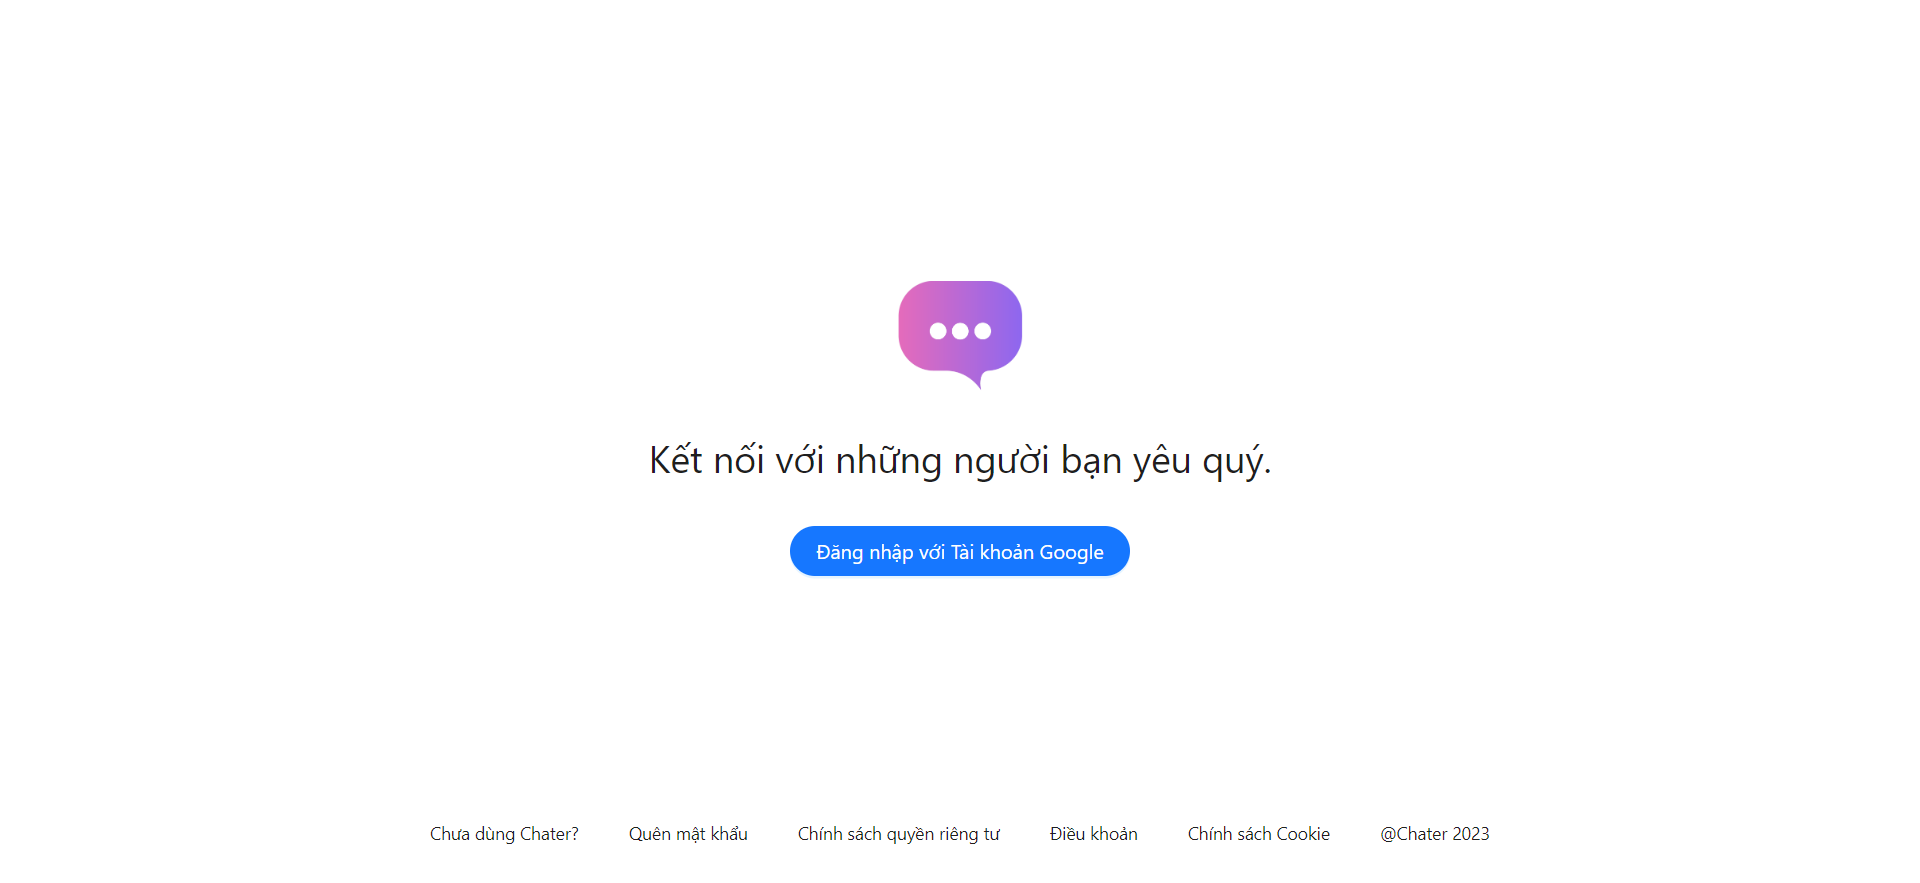 Kết nối với những người bạn yêu quý.
Đăng nhập với Tài khoản Google
Chưa dùng Chater? Quên mật khẩu Chính sách quyền riêng tư Điều khoản Chính sách Cookie @Chater 2023